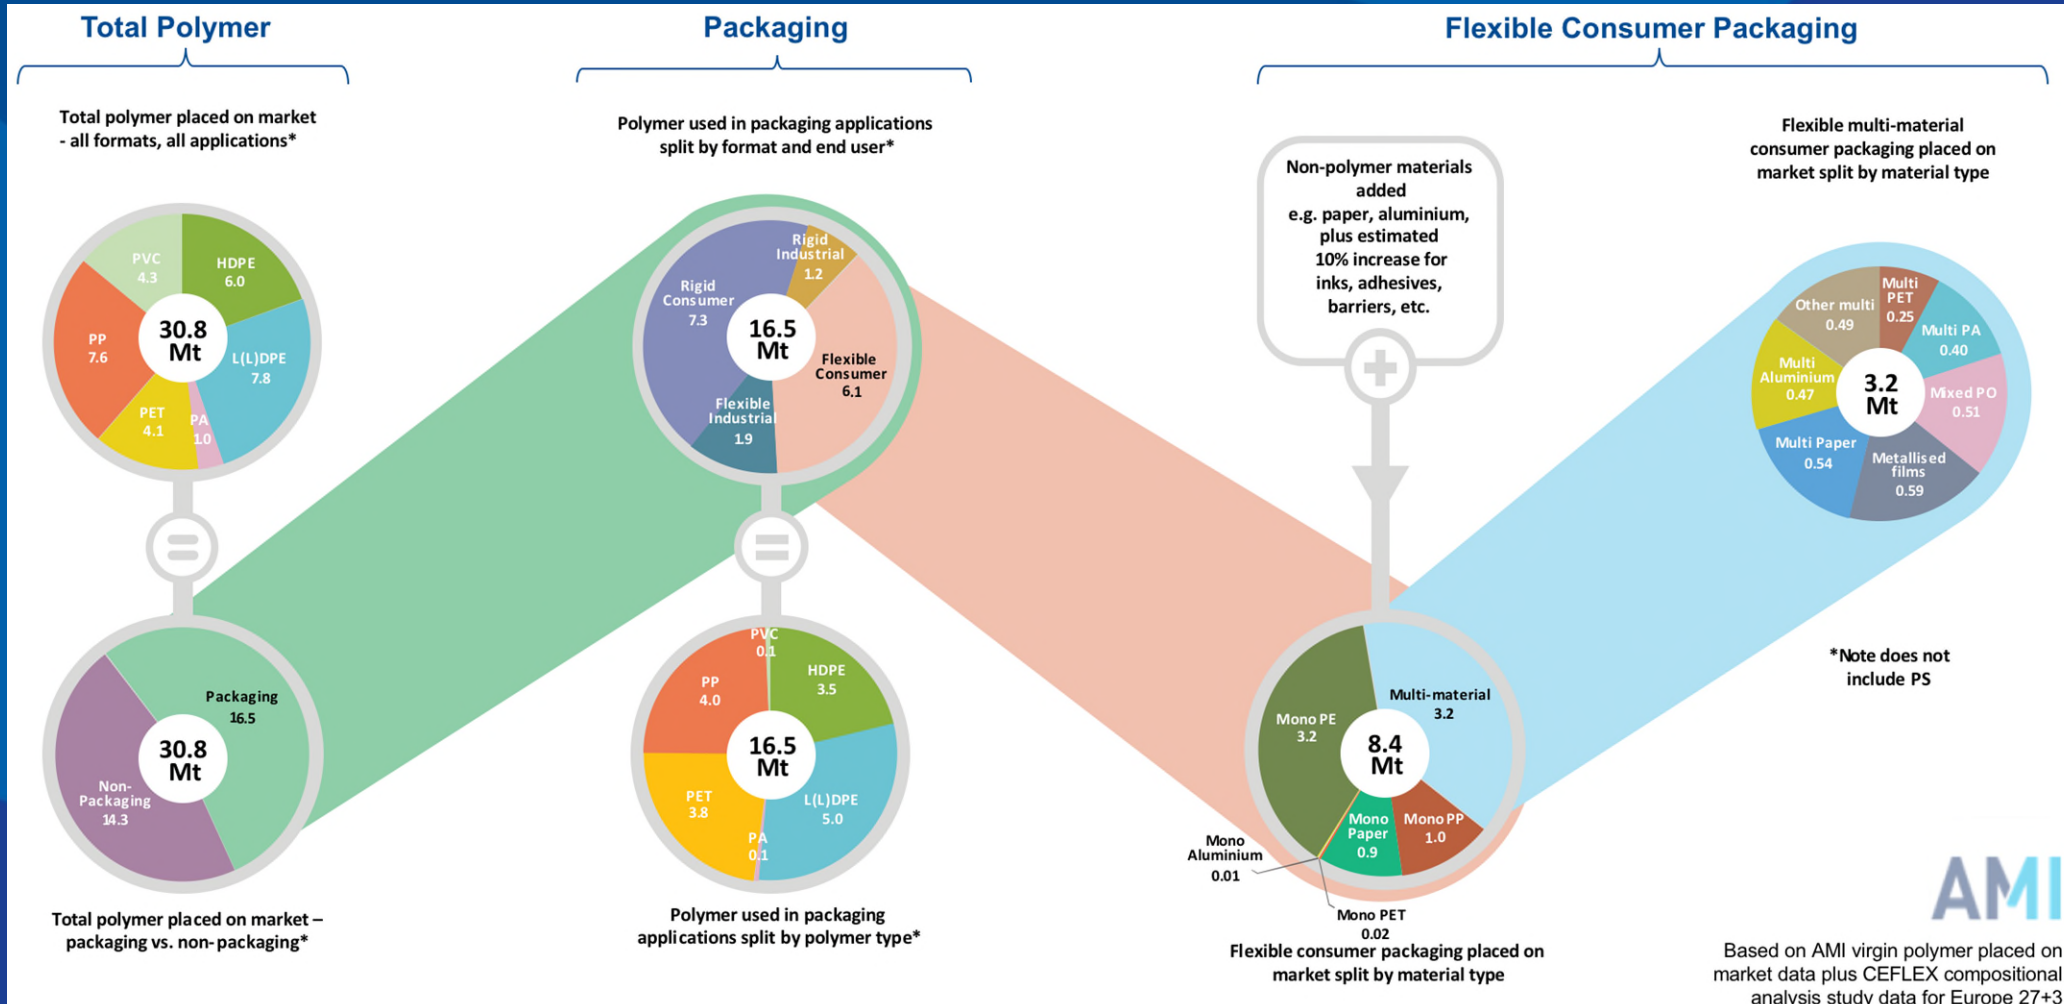 Total Polymer
Packaging
Flexible Consumer Packaging
Total polymer placed on market
- all formats, all applications*
PVC
4.3
HDPE
6.0
PP
7.6
30.8
Mt
L(L)DPE
7.8
PET
4.1
PA
1.0
=
Packaging
16.5
30.8
Mt
Non-
Packaging
14.3
Total polymer placed on market –
packaging vs. non-packaging*
Polymer used in packaging applications
split by format and end user*
Rigid
Industrial
1.2
Rigid
Consumer
7.3
16.5
Mt
Flexible
Consumer
6.1
Flexible
Industrial
1.9
=
PVC
0.1
HDPE
3.5
PP
4.0
16.5
Mt
PET
3.8
L(L)DPE
5.0
PA
0.1
Polymer used in packaging
applications split by polymer type*
Non-polymer materials
added
e.g. paper, aluminium,
plus estimated
10% increase for
inks, adhesives,
barriers, etc.
+
Multi-material
3.2
Mono PE
3.2
8.4
Mt
Mono PP
1.0
Mono
Paper
0.9
Mono
Aluminium
0.01
Mono PET
0.02
Flexible consumer packaging placed on
market split by material type
Flexible multi-material
consumer packaging placed on
market split by material type
Multi
PET
0.25
Other multi
0.49
Multi PA
0.40
Multi
Aluminium
0.47
3.2
Mt
Mixed PO
0.51
Multi Paper
0.54
Metallised
films
0.59
*Note does not
include PS
AMI
Based on AMI virgin polymer placed on
market data plus CEFLEX compositional
analysis study data for Europe 27+3